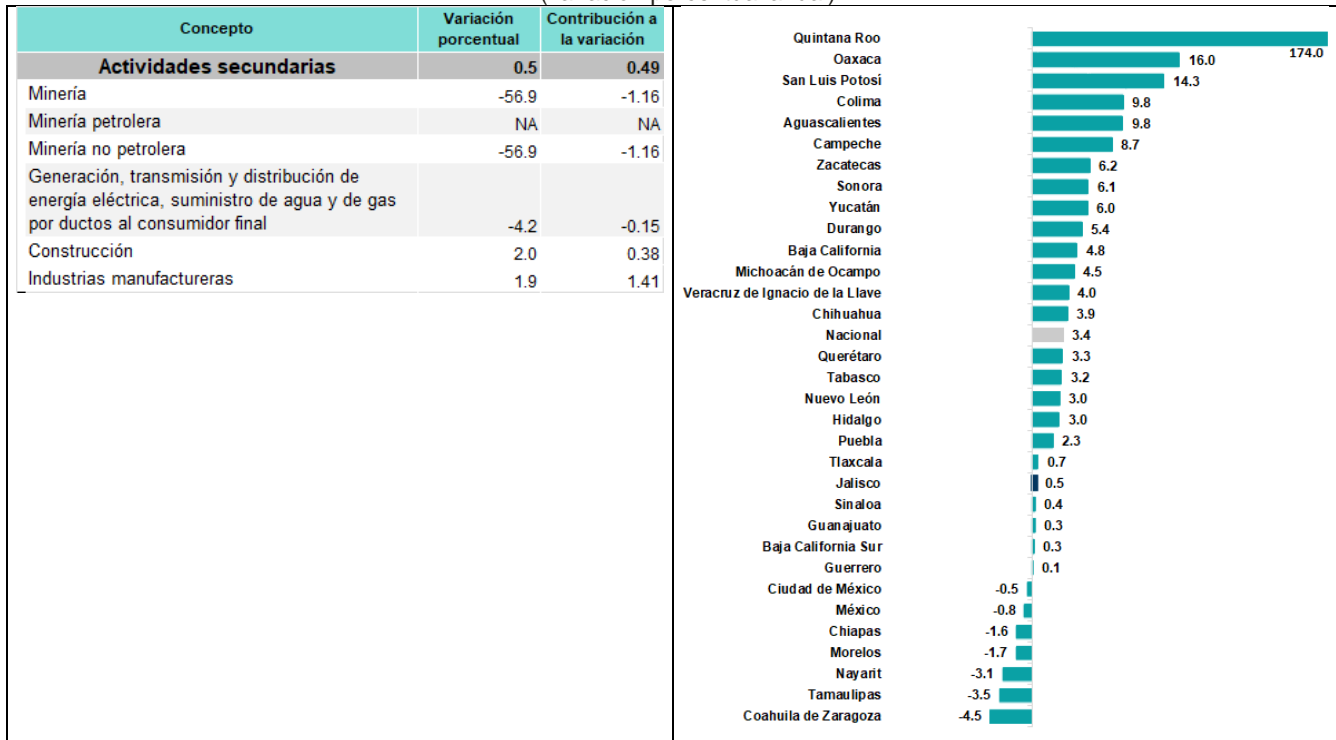 Concepto Variación porcentual Contribución a la variación
Actividades secundarias 0.5 0.49
Minería -56.9 -1.16
Minería petrolera NA NA
Minería no petrolera -56.9 -1.16
Generación, transmisión y distribución de
energía eléctrica, suministro de agua y de gas
por ductos al consumidor final -4.2 -0.15
Construcción 2.0 0.38
Industrias manufactureras 1.9 1.41
Quintana Roo 174.0
Oaxaca 16.0
San Luis Potosí 14.3
Colima 9.8
Aguascalientes 9.8
Campeche 8.7
Zacatecas 6.2
Sonora 6.1
Yucatán 6.0
Durango 5.4
Baja California 4.8
Michoacán de Ocampo 4.5
Veracruz de Ignacio de la Llave 4.0
Chihuahua 3.9
Nacional 3.4
Querétaro 3.3
Tabasco 3.2
Nuevo León 3.0
Hidalgo 3.0
Puebla 2.3
Tlaxcala 0.7
Jalisco 0.5
Sinaloa 0.4
Guanajuato 0.3
Baja California Sur 0.3
Guerrero 0.1
Ciudad de México -0.5
México -0.8
Chiapas -1.6
Morelos -1.7
Nayarit -3.1
Tamaulipas -3.5
Coahuila de Zaragoza -4.5